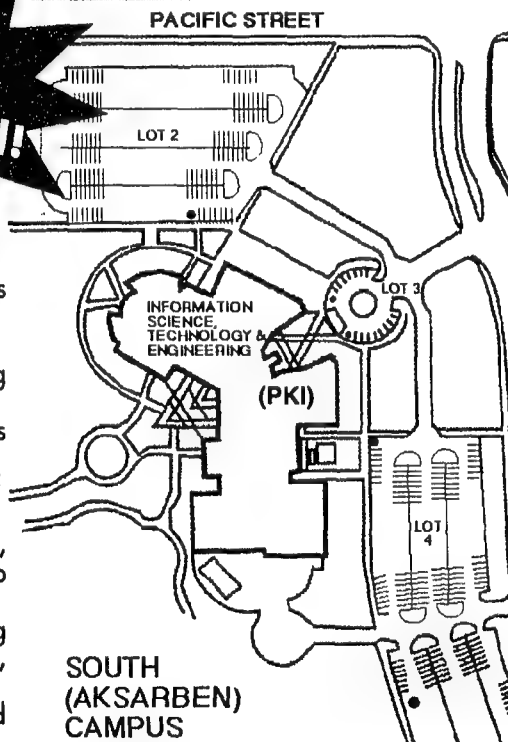 PACIFIC STREET
LOT 2
LOT 3
INFORMATION
SCIENCE,
TECHNOLOGY &
ENGINEERING
(PKI)
LOT
4
SOUTH
(AKSARBEN)
CAMPUS